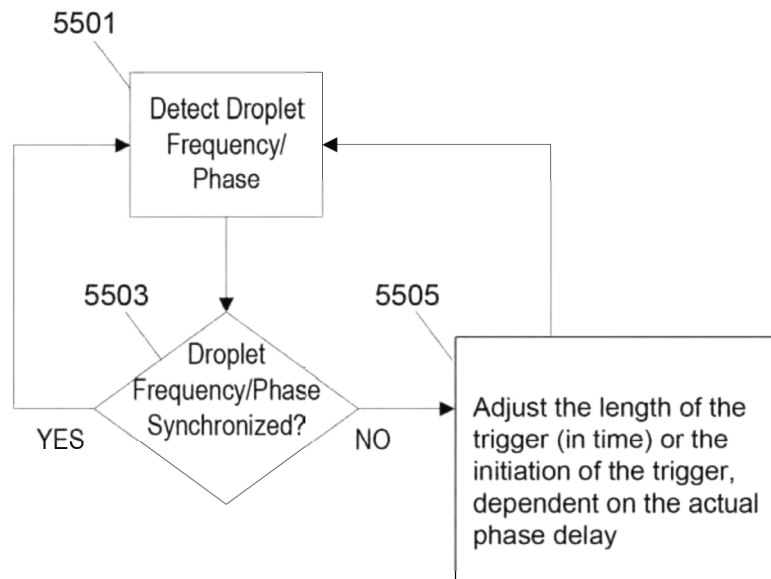 5501
Detect Droplet
Frequency/
Phase
5503
Droplet
Frequency/Phase
Synchronized?
YES
NO
5505
Adjust the length of the
trigger (in time) or the
initiation of the trigger,
dependent on the actual
phase delay